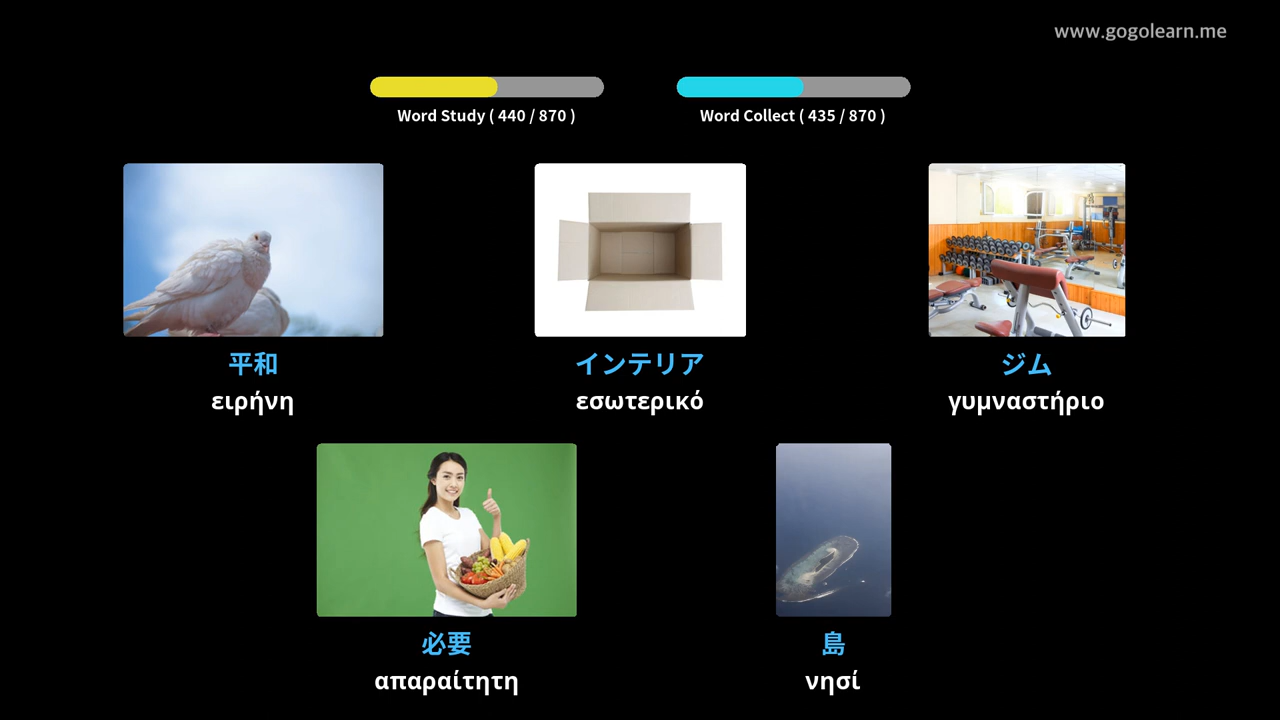 www.gogolearn.me
Word Study ( 440 / 870 )
Word Collect ( 435 / 870 )
平和
ειρήνη
インテリア
εσωτερικό
ジム
γυμναστήριο
必要
απαραίτητη
島
νησί